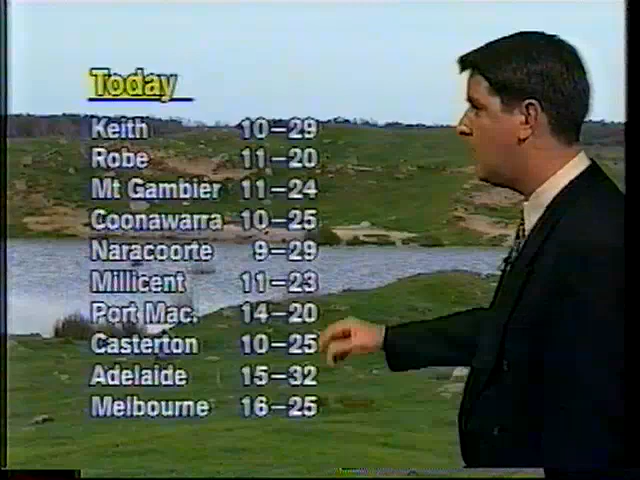 Today
Keith 10–29
Robe 11–20
Mt Gambier 11–24
Coonawarra 10–25
Naracoorte 9–29
Millicent 11–23
Port Mac. 14–20
Casterton 10–25
Adelaide 15–32
Melbourne 16–25